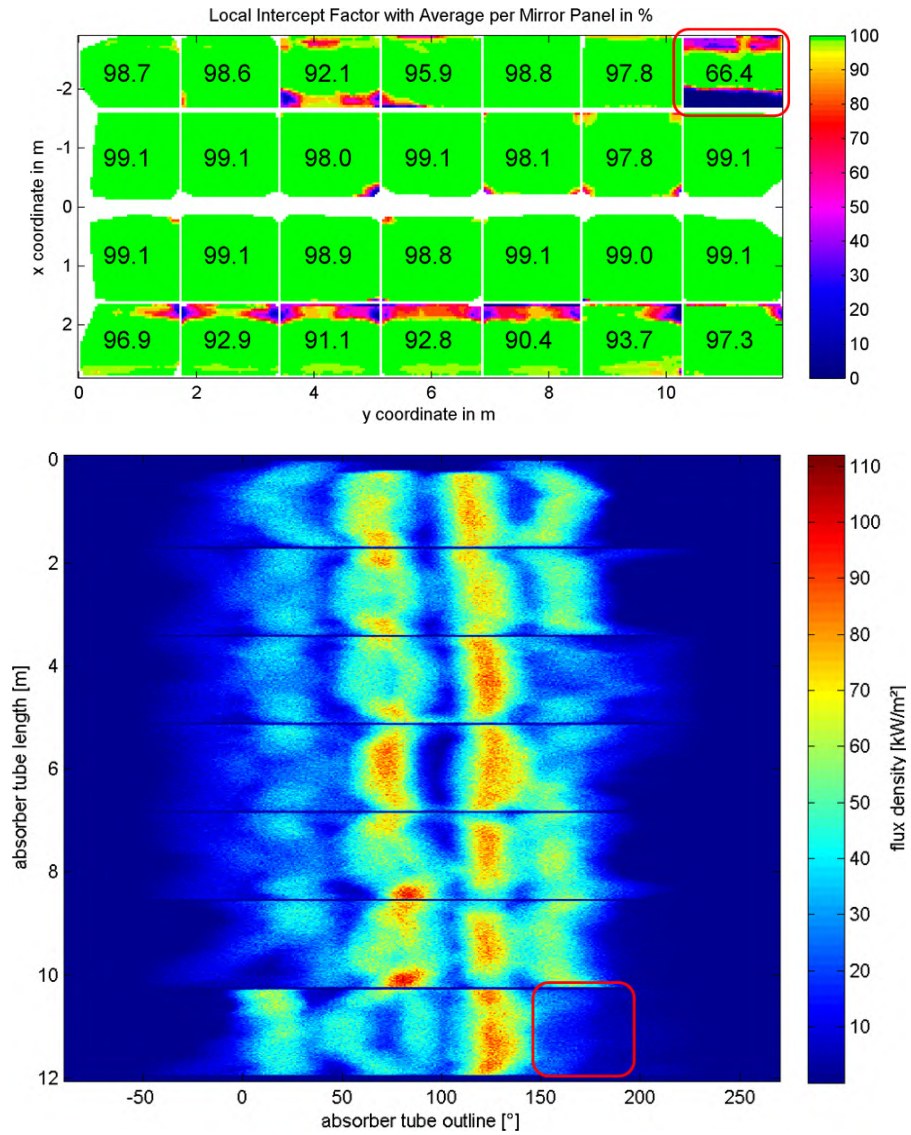 Local Intercept Factor with Average per Mirror Panel in %
98.7 98.6 92.1 95.9 98.8 97.8 66.4
99.1 99.1 98.0 99.1 98.1 97.8 99.1
99.1 99.1 98.9 98.8 99.1 99.0 99.1
96.9 92.9 91.1 92.8 90.4 93.7 97.3
x coordinate in m
-2
-1
0
1
2
0 2 4 6 8 10
y coordinate in m
100
90
80
70
60
50
40
30
20
10
0
absorber tube length [m]
0
2
4
6
8
10
12
-50 0 50 100 150 200 250
absorber tube outline [°]
110
100
90
80
70
60
50
40
30
20
10
flux density [kW/m²]